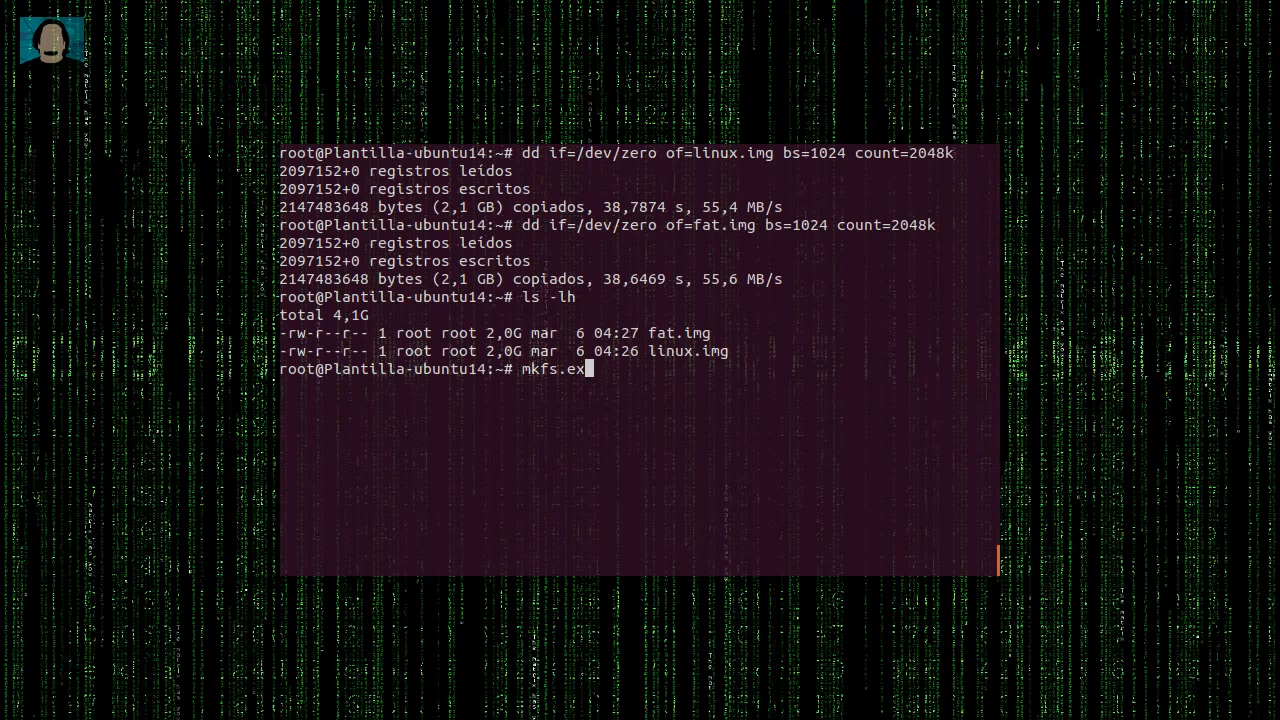 root@Plantilla-ubuntu14:~# dd if=/dev/zero of=linux.img bs=1024 count=2048k
2097152+0 registros leídos
2097152+0 registros escritos
2147483648 bytes (2,1 GB) copiados, 38,7874 s, 55,4 MB/s
root@Plantilla-ubuntu14:~# dd if=/dev/zero of=fat.img bs=1024 count=2048k
2097152+0 registros leídos
2097152+0 registros escritos
2147483648 bytes (2,1 GB) copiados, 38,6469 s, 55,6 MB/s
root@Plantilla-ubuntu14:~# ls -lh
total 4,1G
-rw-r--r-- 1 root root 2,0G mar  6 04:27 fat.img
-rw-r--r-- 1 root root 2,0G mar  6 04:26 linux.img
root@Plantilla-ubuntu14:~# mkfs.ex